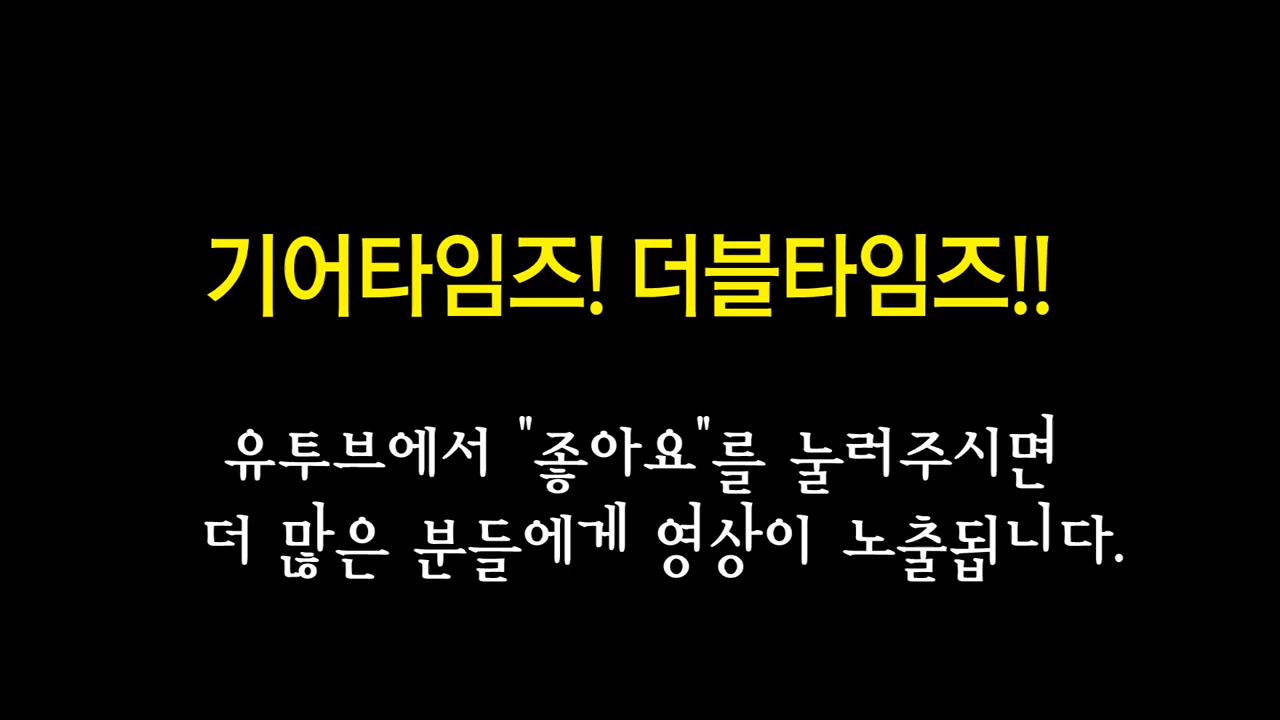 기어타임즈! 더블타임즈!!
유투브에서 "좋아요"를 눌러주시면
더 많은 분들에게 영상이 노출됩니다.